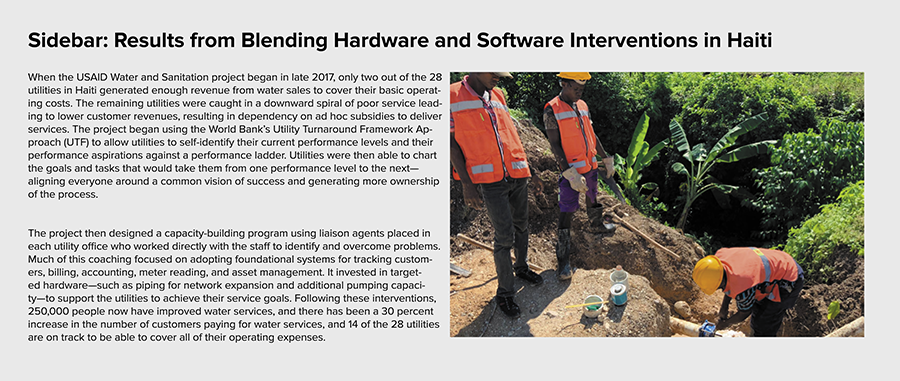 Sidebar: Results from Blending Hardware and Software Interventions in Haiti
When the USAID Water and Sanitation project began in late 2017, only two out of the 28
utilities in Haiti generated enough revenue from water sales to cover their basic operat-
ing costs. The remaining utilities were caught in a downward spiral of poor service lead-
ing to lower customer revenues, resulting in dependency on ad hoc subsidies to deliver
services. The project began using the World Bank’s Utility Turnaround Framework Ap-
proach (UTF) to allow utilities to self-identify their current performance levels and their
performance aspirations against a performance ladder. Utilities were then able to chart
the goals and tasks that would take them from one performance level to the next—
aligning everyone around a common vision of success and generating more ownership
of the process.
The project then designed a capacity-building program using liaison agents placed in
each utility office who worked directly with the staff to identify and overcome problems.
Much of this coaching focused on adopting foundational systems for tracking custom-
ers, billing, accounting, meter reading, and asset management. It invested in target-
ed hardware—such as piping for network expansion and additional pumping capaci-
ty—to support the utilities to achieve their service goals. Following these interventions,
250,000 people now have improved water services, and there has been a 30 percent
increase in the number of customers paying for water services, and 14 of the 28 utilities
are on track to be able to cover all of their operating expenses.